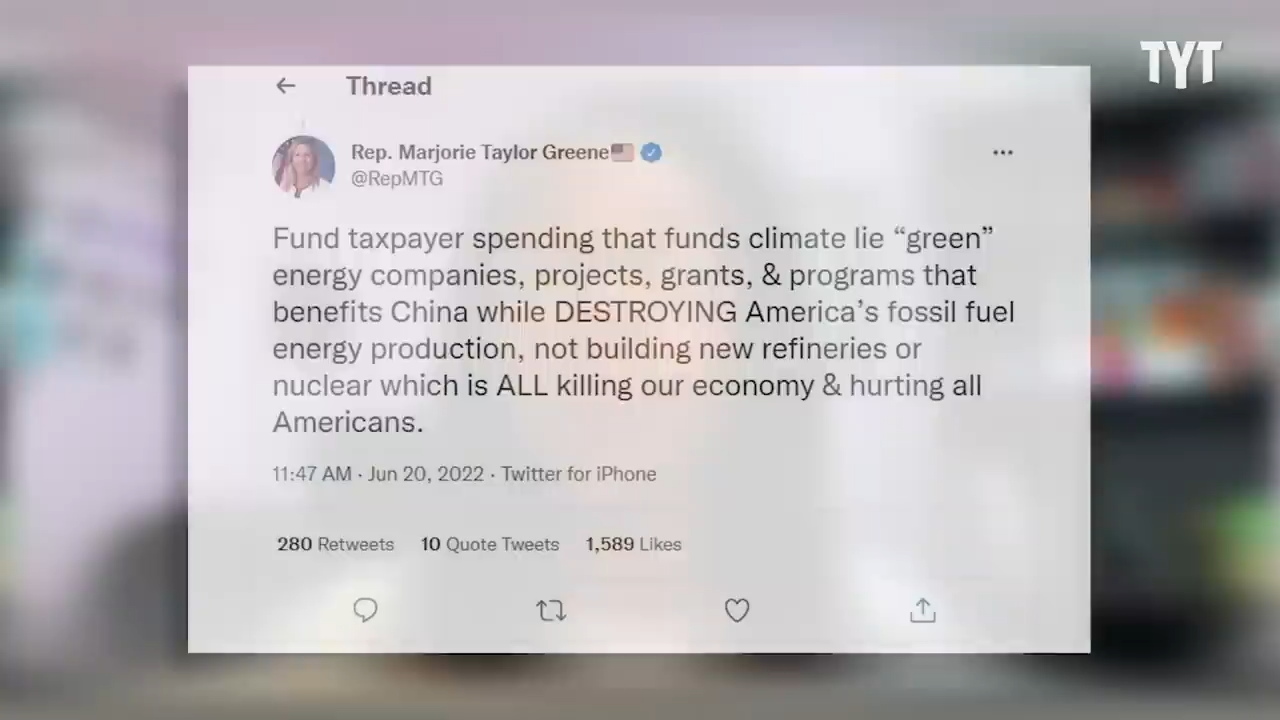 TYT
Thread
Rep. Marjorie Taylor Greene🇺🇸
@RepMTG
Fund taxpayer spending that funds climate lie “green”
energy companies, projects, grants, & programs that
benefits China while DESTROYING America’s fossil fuel
energy production, not building new refineries or
nuclear which is ALL killing our economy & hurting all
Americans.
11:47 AM · Jun 20, 2022 · Twitter for iPhone
280 Retweets 10 Quote Tweets 1,589 Likes